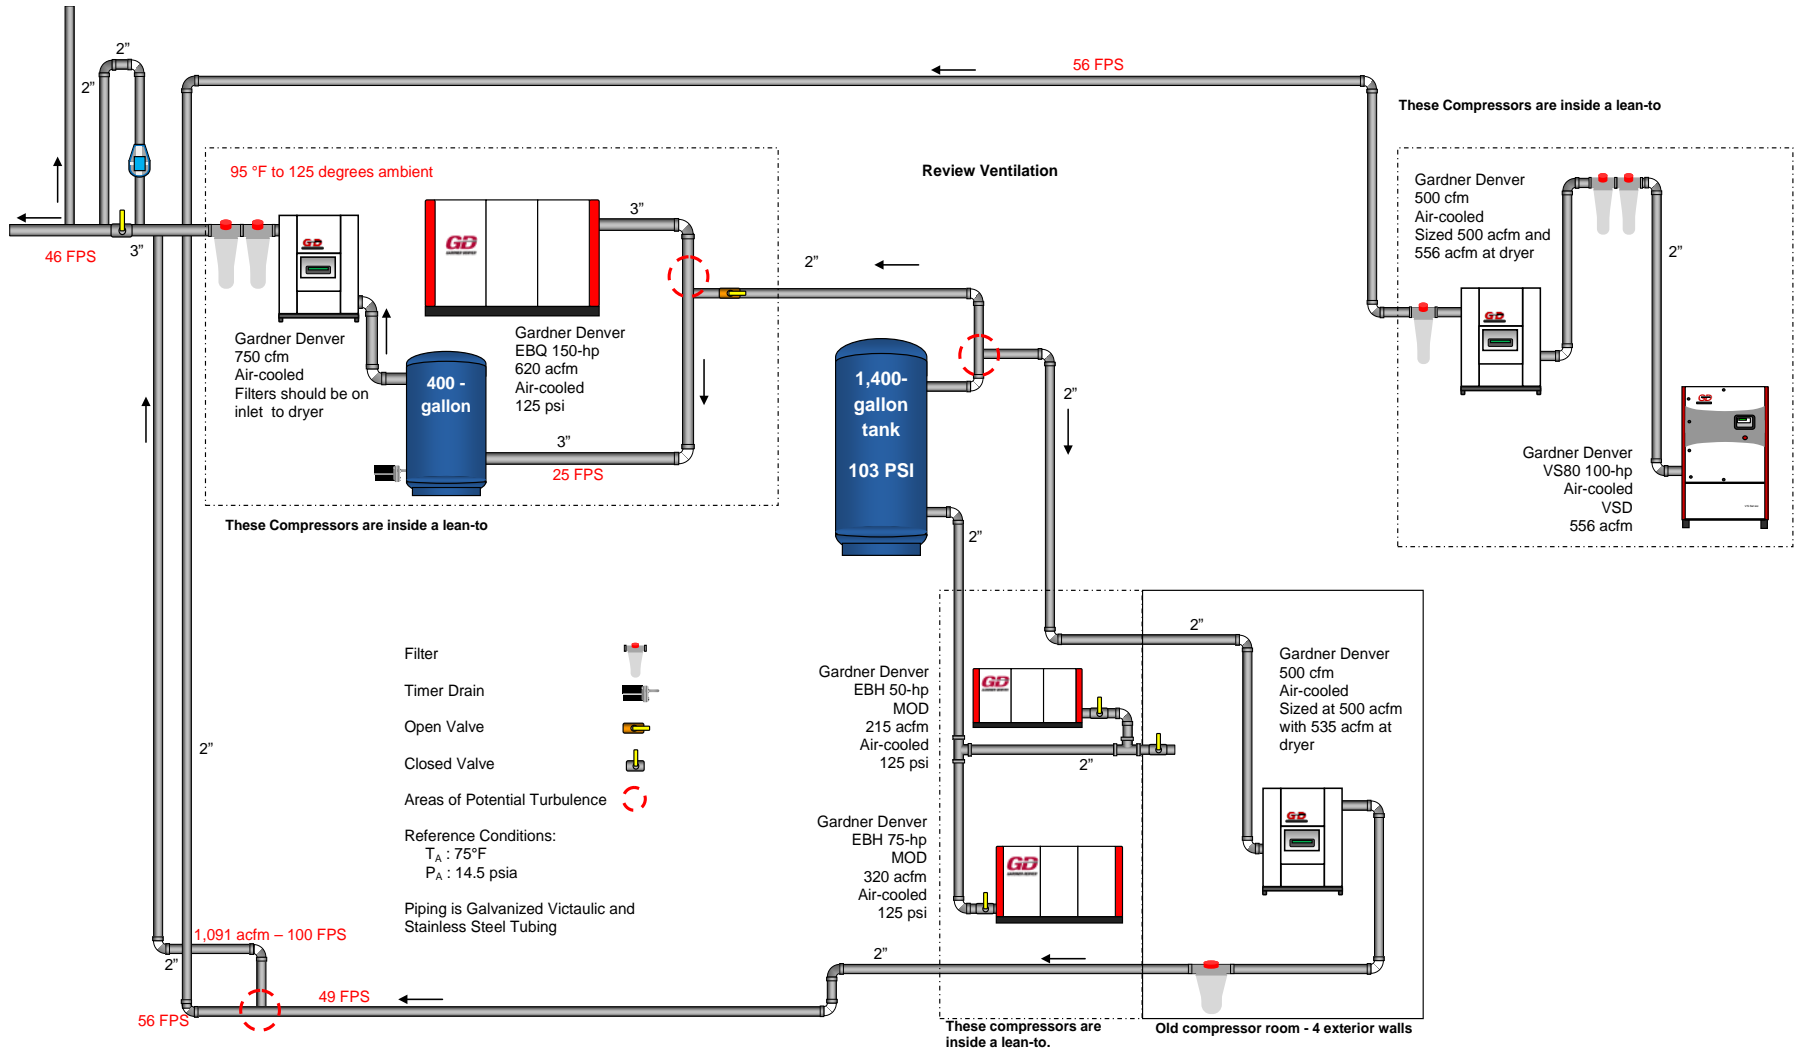 2”
56 FPS
2”
These Compressors are inside a lean-to
95 °F to 125 degrees ambient
Review Ventilation
Gardner Denver
500 cfm
Air-cooled
Sized 500 acfm and
556 acfm at dryer
3”
2”
46 FPS
3”
2”
GD
GD
GD
Gardner Denver
750 cfm
Air-cooled
Filters should be on
inlet to dryer
Gardner Denver
EBQ 150-hp
620 acfm
Air-cooled
125 psi
400 -
gallon
1,400-
gallon
tank
103 PSI
2”
GD
3”
25 FPS
Gardner Denver
VS80 100-hp
Air-cooled
VSD
556 acfm
These Compressors are inside a lean-to
2”
2”
Filter
Timer Drain
Open Valve
Closed Valve
Areas of Potential Turbulence
Reference Conditions:
TA : 75°F
PA : 14.5 psia
Piping is Galvanized Victaulic and
Stainless Steel Tubing
2”
Gardner Denver
EBH 50-hp
MOD
215 acfm
Air-cooled
125 psi
GD
2”
Gardner Denver
500 cfm
Air-cooled
Sized at 500 acfm
with 535 acfm at
dryer
GD
Gardner Denver
EBH 75-hp
MOD
320 acfm
Air-cooled
125 psi
GD
1,091 acfm – 100 FPS
2”
2”
49 FPS
56 FPS
These compressors are
inside a lean-to.
Old compressor room - 4 exterior walls